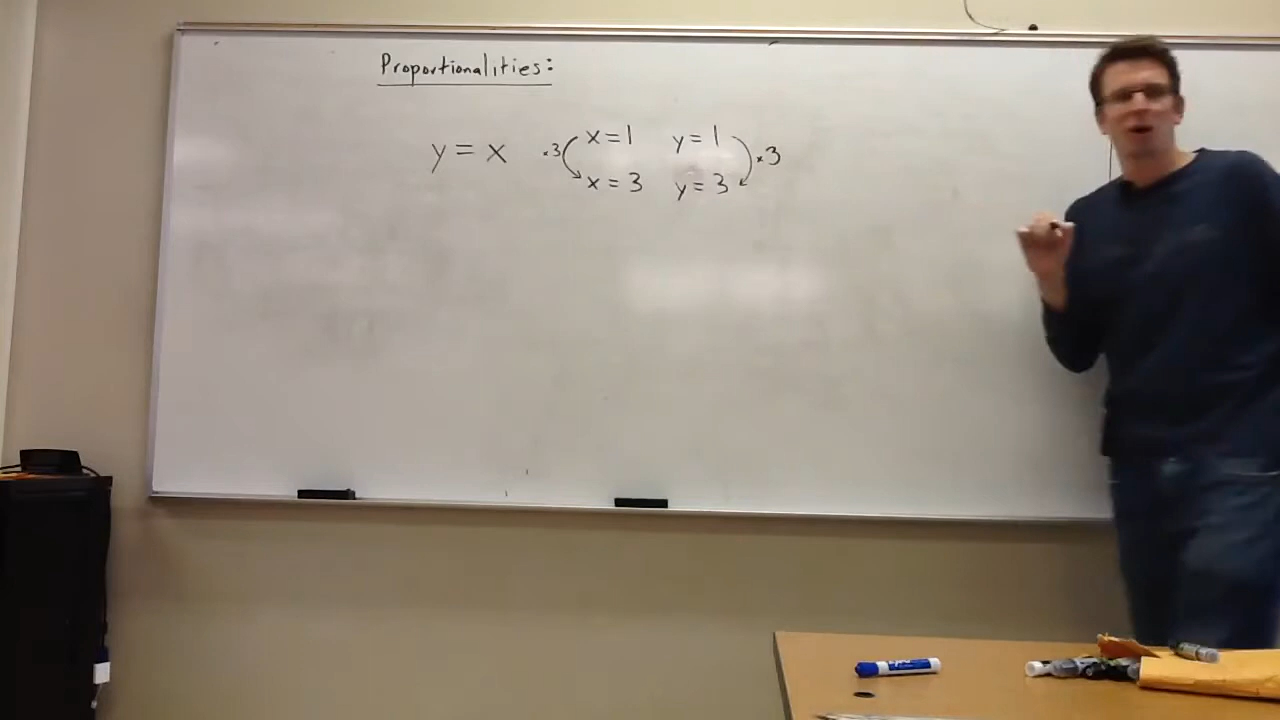 Proportionalities:
y = x ×3 x = 1 y = 1 ×3
x = 3 y = 3